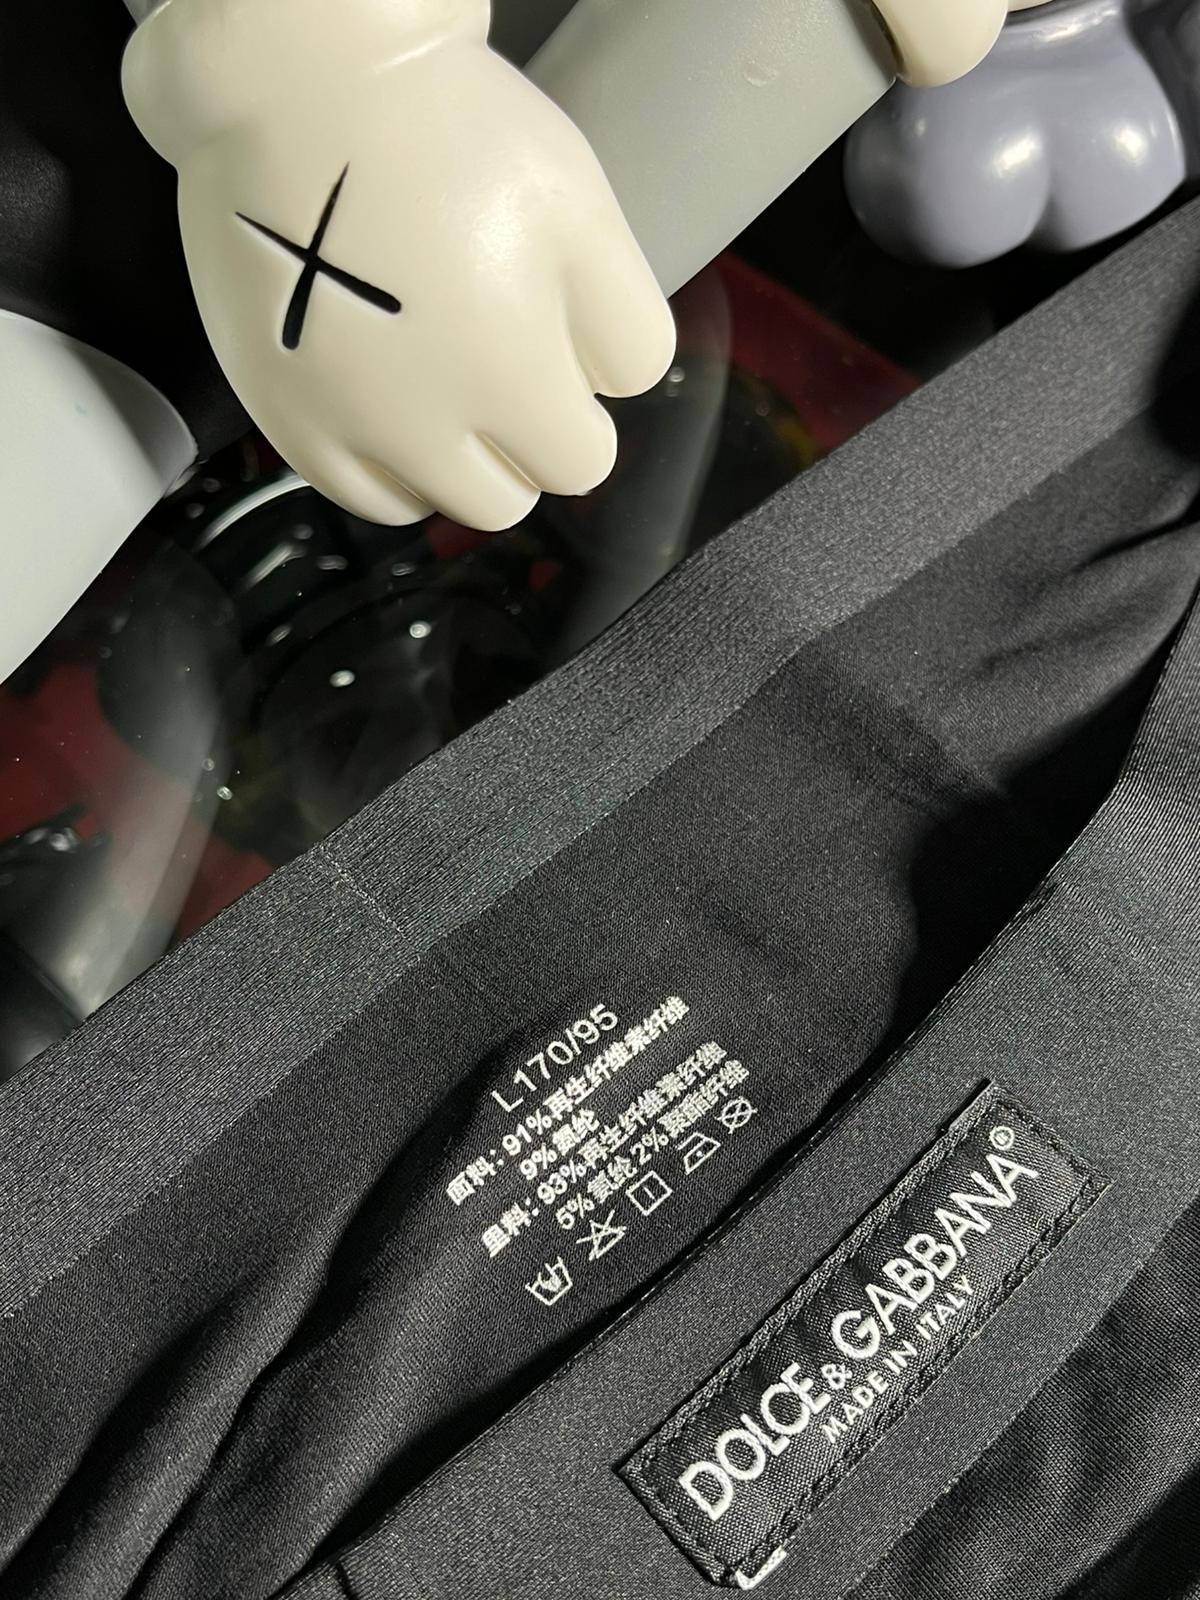 L 170/95
面料: 91%再生纤维素纤维
9%氨纶
里料: 93%再生纤维素纤维
5%氨纶 2%聚酯纤维
DOLCE & GABBANA®
MADE IN ITALY
L